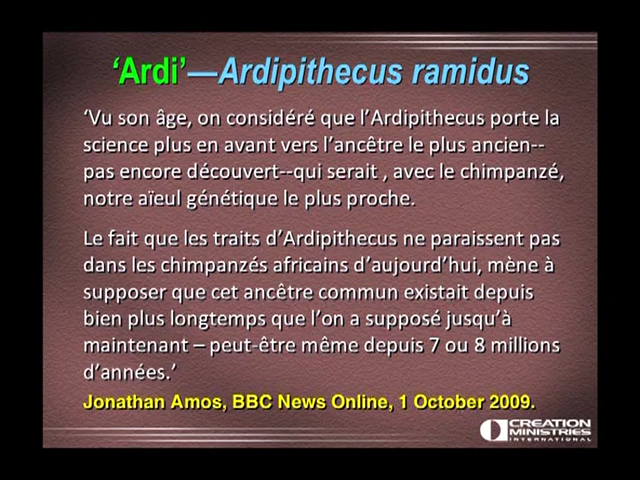 ‘Ardi’—Ardipithecus ramidus
‘Vu son âge, on considéré que l’Ardipithecus porte la
science plus en avant vers l’ancêtre le plus ancien--
pas encore découvert--qui serait , avec le chimpanzé,
notre aïeul génétique le plus proche.
Le fait que les traits d’Ardipithecus ne paraissent pas
dans les chimpanzés africains d’aujourd’hui, mène à
supposer que cet ancêtre commun existait depuis
bien plus longtemps que l’on a supposé jusqu’à
maintenant – peut-être même depuis 7 ou 8 millions
d’années.’
Jonathan Amos, BBC News Online, 1 October 2009.
CREATION
MINISTRIES
INTERNATIONAL